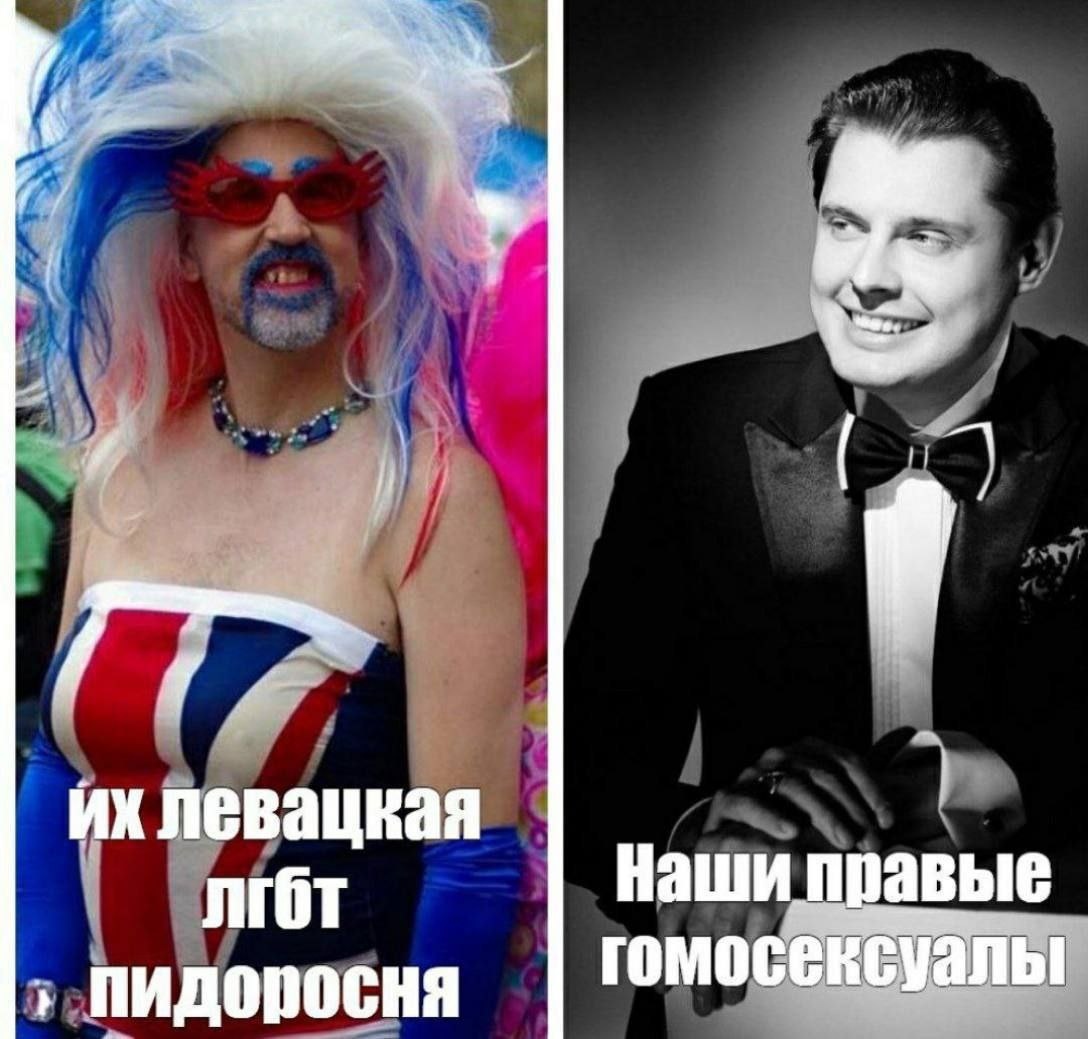 их левацкая
лгбт
пидоросня
Наши правые
гомосексуалы